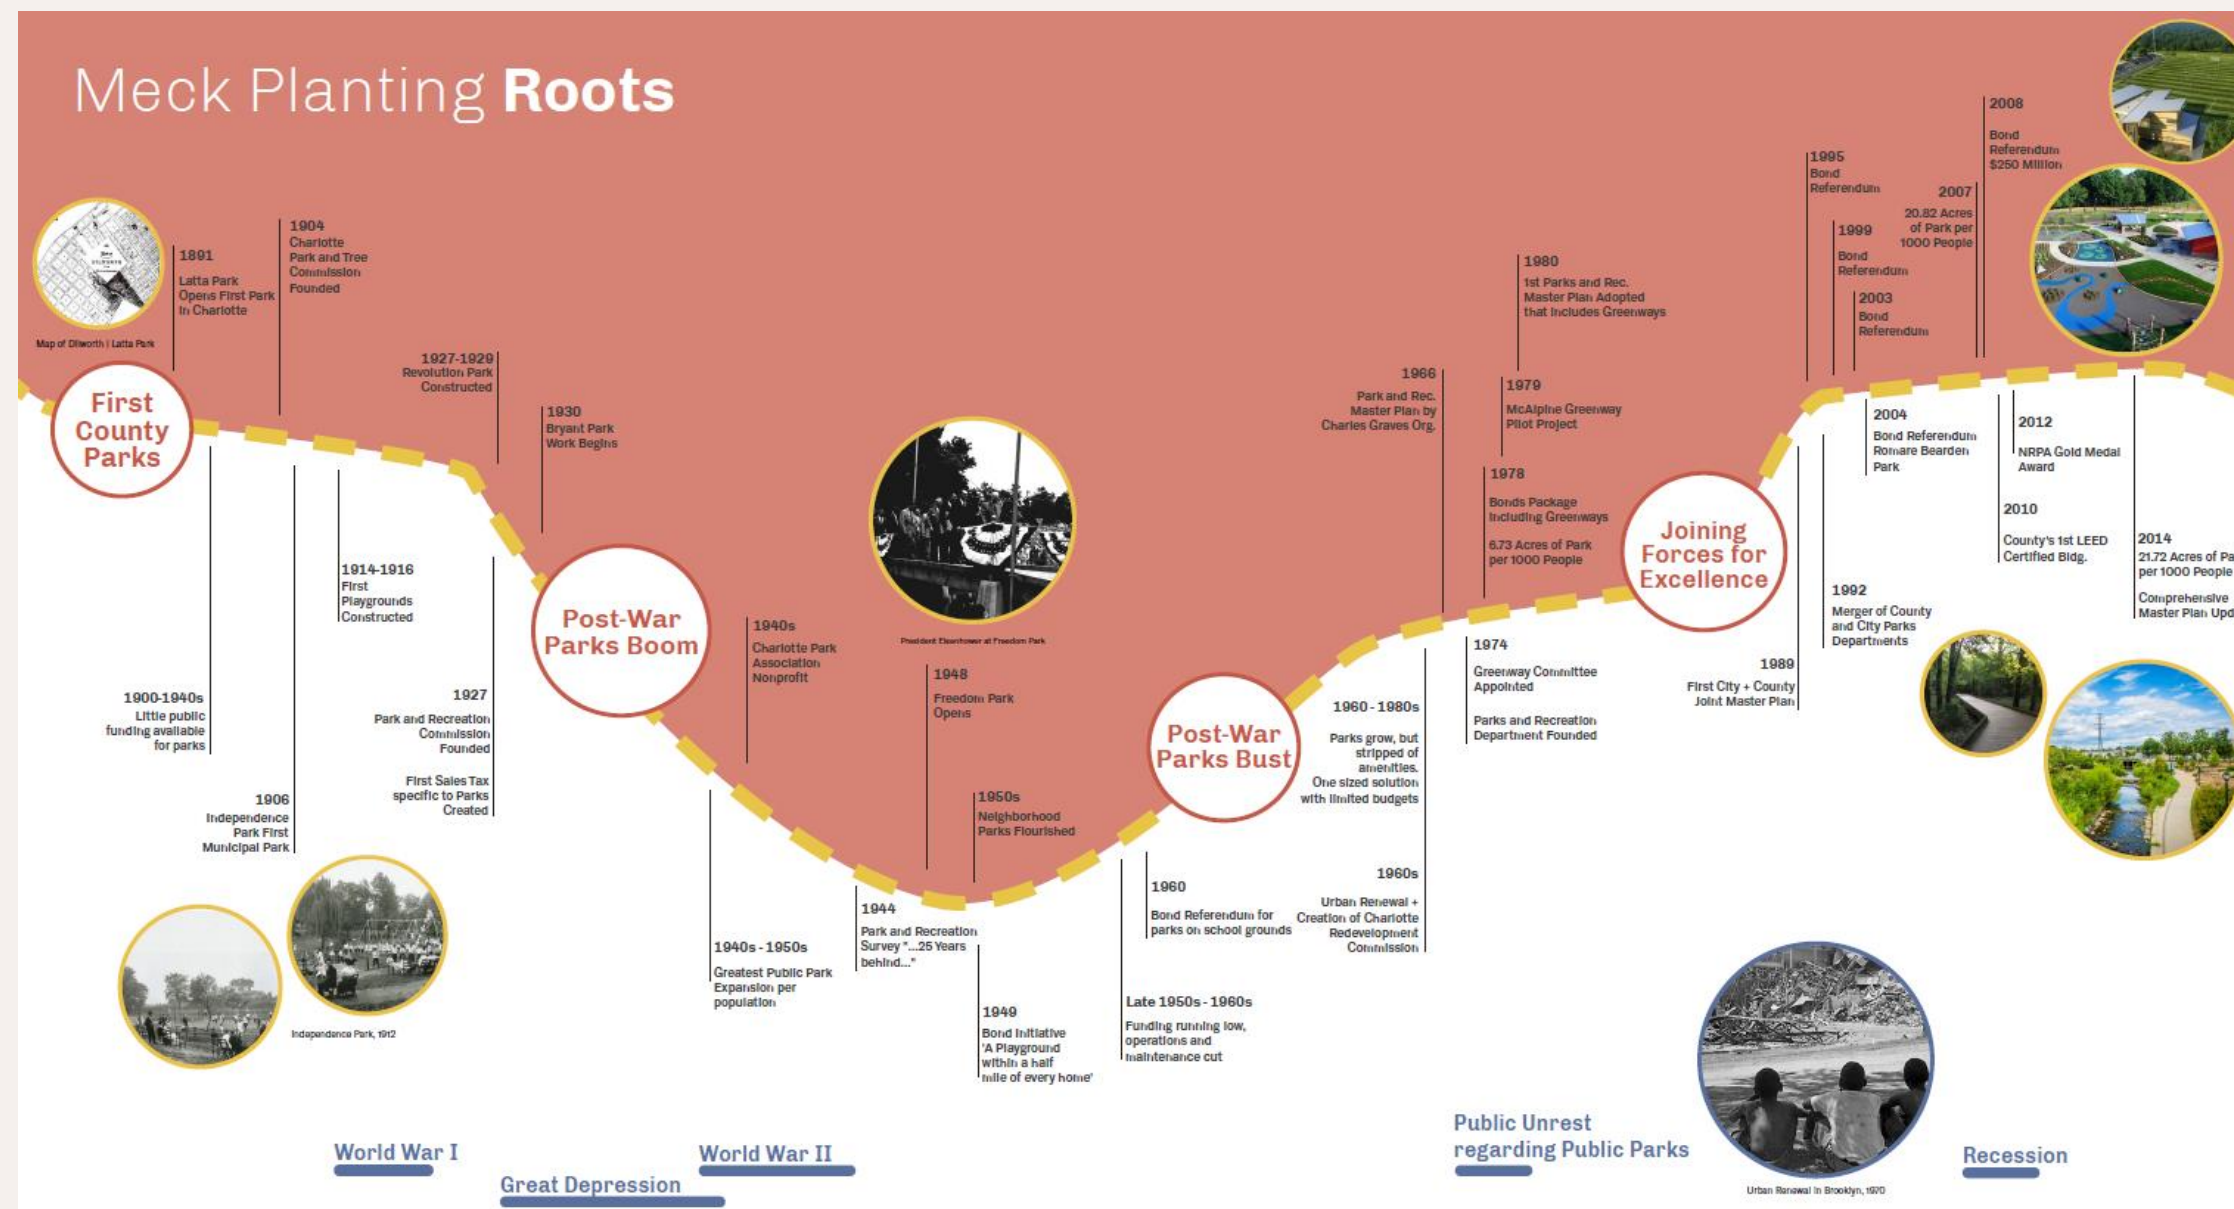 Meck Planting Roots
Map of Dilworth | Latta Park
First
County
Parks
1891
Latta Park
Opens First Park
In Charlotte
1904
Charlotte
Park and Tree
Commission
Founded
1900-1940s
Little public
funding available
for parks
1906
Independence
Park First
Municipal Park
Independence Park, 1912
1914-1916
First
Playgrounds
Constructed
1927-1929
Revolution Park
Constructed
1927
Park and Recreation
Commission
Founded
First Sales Tax
specific to Parks
Created
1930
Bryant Park
Work Begins
Post-War
Parks Boom
1940s
Charlotte Park
Association
Nonprofit
1940s - 1950s
Greatest Public Park
Expansion per
population
1944
Park and Recreation
Survey "...25 Years
behind..."
President Eisenhower at Freedom Park
1948
Freedom Park
Opens
1950s
Neighborhood
Parks Flourished
1949
Bond Initiative
'A Playground
within a half
mile of every home'
Late 1950s - 1960s
Funding running low,
operations and
maintenance cut
1960
Bond Referendum for
parks on school grounds
Post-War
Parks Bust
1960 - 1980s
Parks grow, but
stripped of
amenities.
One sized solution
with limited budgets
1960s
Urban Renewal +
Creation of Charlotte
Redevelopment
Commission
1966
Park and Rec.
Master Plan by
Charles Graves Org.
1974
Greenway Committee
Appointed
Parks and Recreation
Department Founded
1978
Bonds Package
Including Greenways
6.73 Acres of Park
per 1000 People
1979
McAlpine Greenway
Pilot Project
1980
1st Parks and Rec.
Master Plan Adopted
that Includes Greenways
Joining
Forces for
Excellence
1989
First City + County
Joint Master Plan
1992
Merger of County
and City Parks
Departments
1995
Bond
Referendum
1999
Bond
Referendum
2003
Bond
Referendum
2004
Bond Referendum
Romare Bearden
Park
2007
20.82 Acres
of Park per
1000 People
2008
Bond
Referendum
$250 Million
2010
County's 1st LEED
Certified Bldg.
2012
NRPA Gold Medal
Award
2014
21.72 Acres of Pa
per 1000 People
Comprehensive
Master Plan Upd
World War I
Great Depression
World War II
Public Unrest
regarding Public Parks
Urban Renewal in Brooklyn, 1970
Recession